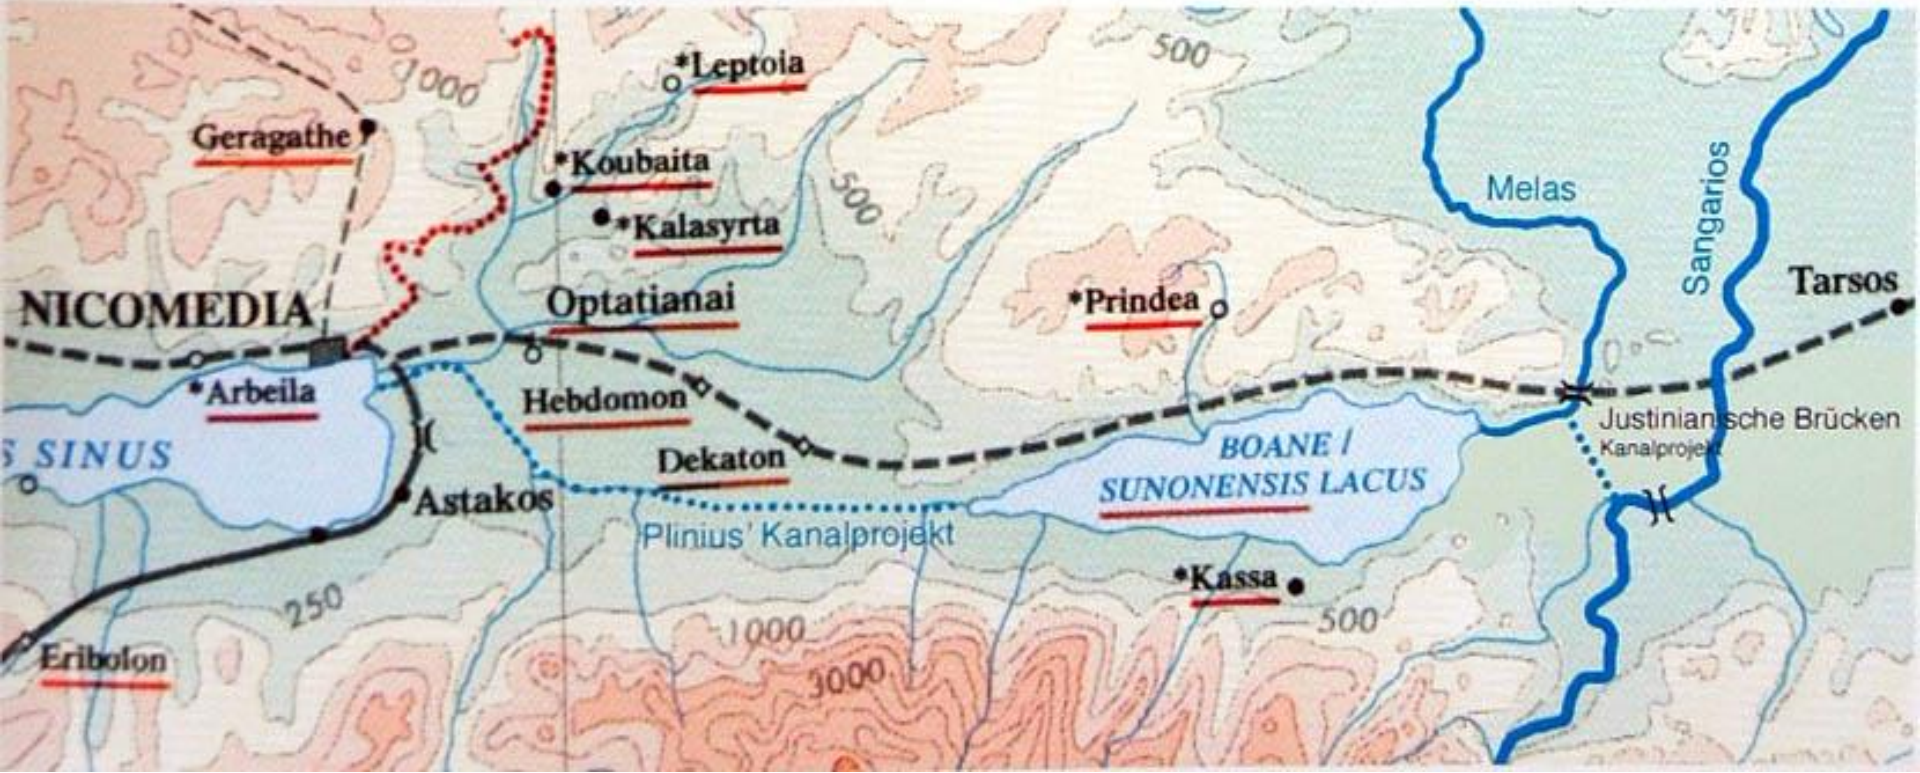 1000
*Leptoia
500
Geragathe
*Koubaita
500
*Kalasyrta
Melas
Sangarios
NICOMEDIA
Optatianai
*Prindea
Tarsos
*Arbeila
Hebdomon
Justinianische Brücken
Kanalprojekt
S SINUS
Dekaton
BOANE /
SUNONENSIS LACUS
Astakos
Plinius' Kanalprojekt
*Kassa
250
1000
500
Eribolon
3000